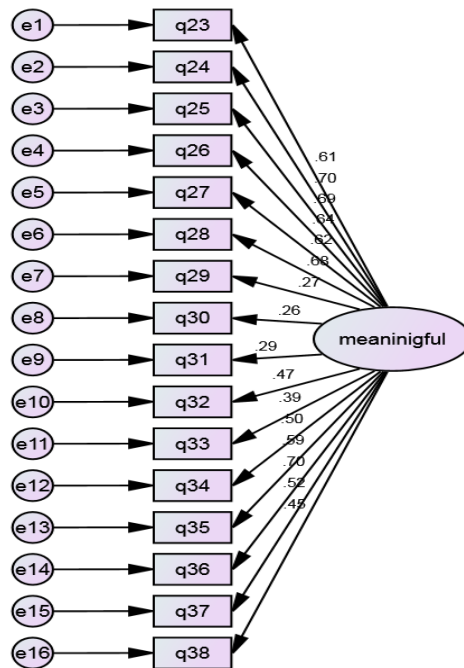 e1 q23
e2 q24
e3 q25
e4 q26
e5 q27
e6 q28
e7 q29
e8 q30
e9 q31
e10 q32
e11 q33
e12 q34
e13 q35
e14 q36
e15 q37
e16 q38
.61
.70
.69
.64
.62
.68
.27
.26
.29
.47
.39
.50
.59
.70
.52
.45
meaninigful